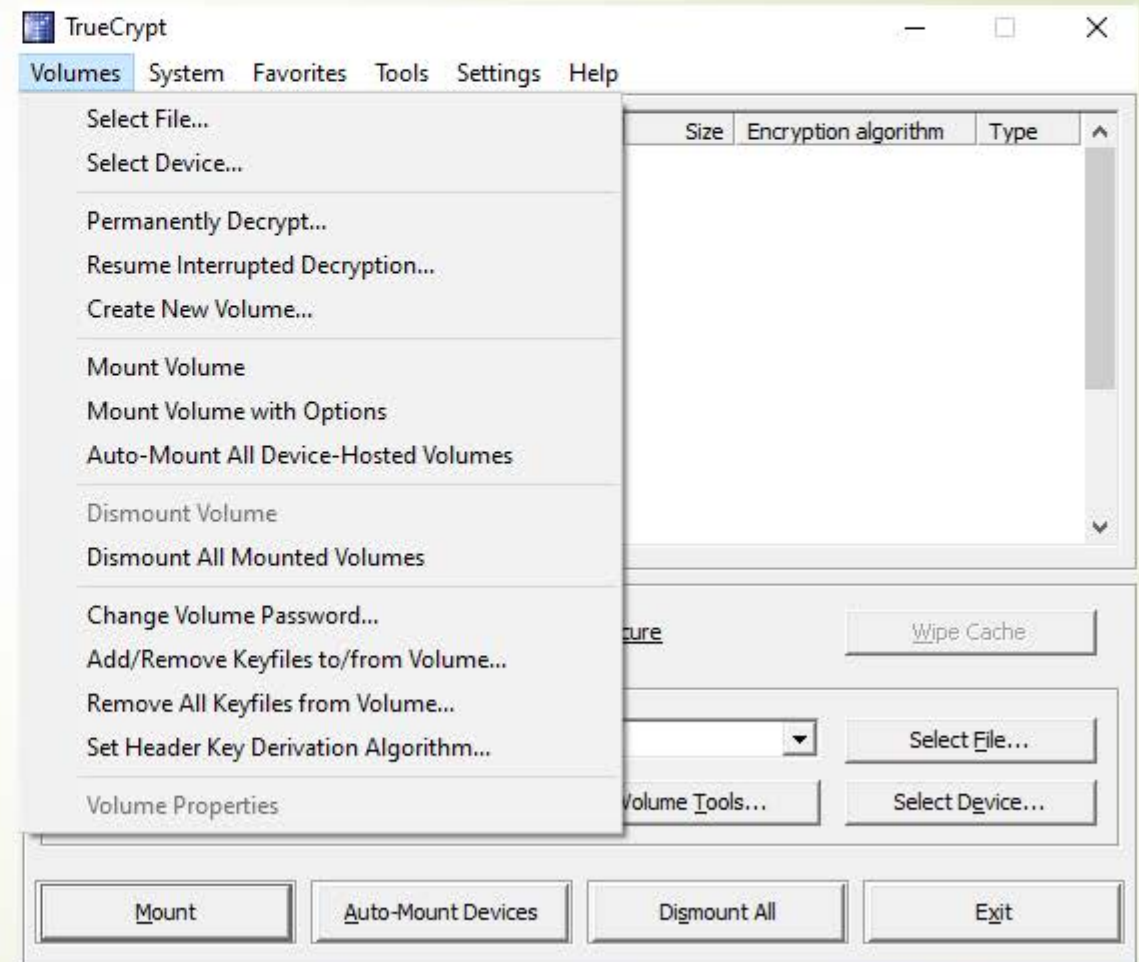 TrueCrypt
Volumes System Favorites Tools Settings Help
Select File...
Select Device...
Permanently Decrypt...
Resume Interrupted Decryption...
Create New Volume...
Mount Volume
Mount Volume with Options
Auto-Mount All Device-Hosted Volumes
Dismount Volume
Dismount All Mounted Volumes
Change Volume Password...
Add/Remove Keyfiles to/from Volume...
Remove All Keyfiles from Volume...
Set Header Key Derivation Algorithm...
Volume Properties
Size Encryption algorithm Type
Wipe Cache
Select File...
Volume Tools... Select Device...
Mount Auto-Mount Devices Dismount All Exit